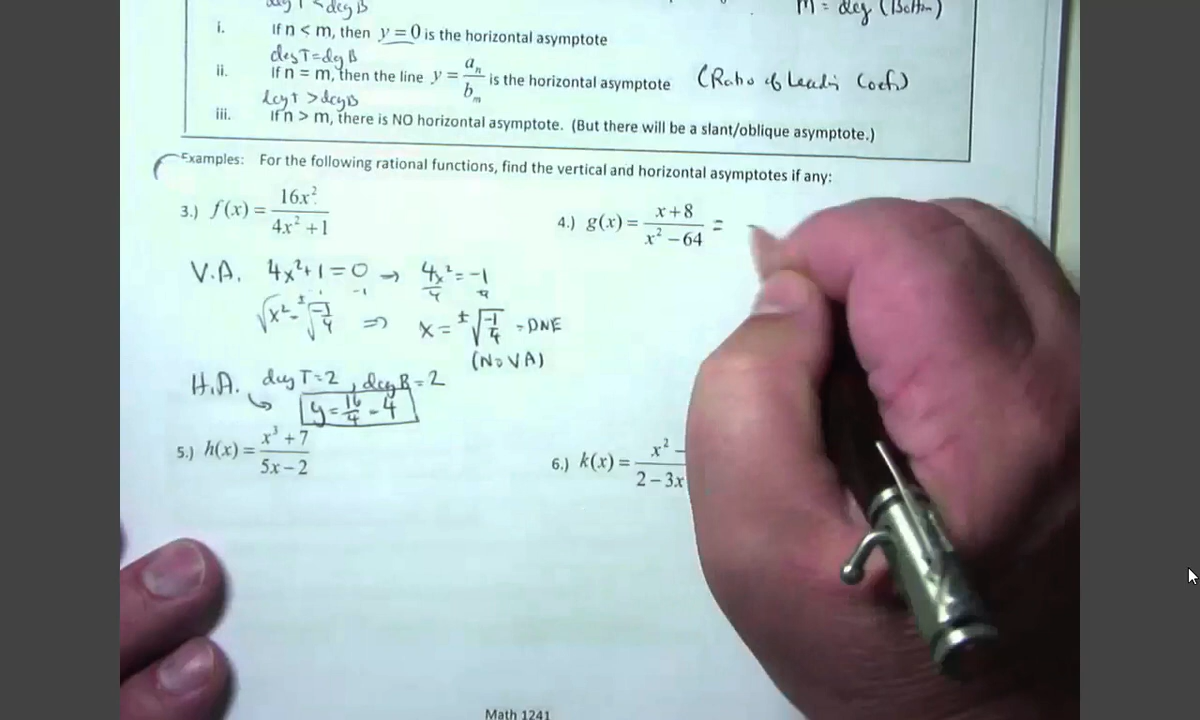 deg T < deg B
M = deg (Bottom)
i. If n < m, then y = 0 is the horizontal asymptote
deg T = deg B
ii. If n = m, then the line y = aₙ/bₘ is the horizontal asymptote (Ratio of Leadin Coef.)
deg T > deg B
iii. If n > m, there is NO horizontal asymptote. (But there will be a slant/oblique asymptote.)
Examples: For the following rational functions, find the vertical and horizontal asymptotes if any:
3.) f(x) = 16x²/(4x² + 1)
4.) g(x) = (x + 8)/(x² − 64) =
V.A. 4x² + 1 = 0 → 4x²/4 = −1/4
-1 -1
√x² = ±√(−1/4) ⇒ x = ±√(−1/4) = DNE
(No VA)
H.A. deg T = 2, deg B = 2
↳ y = 16/4 = 4
5.) h(x) = (x³ + 7)/(5x − 2)
6.) k(x) = x² − / 2 − 3x
Math 1241